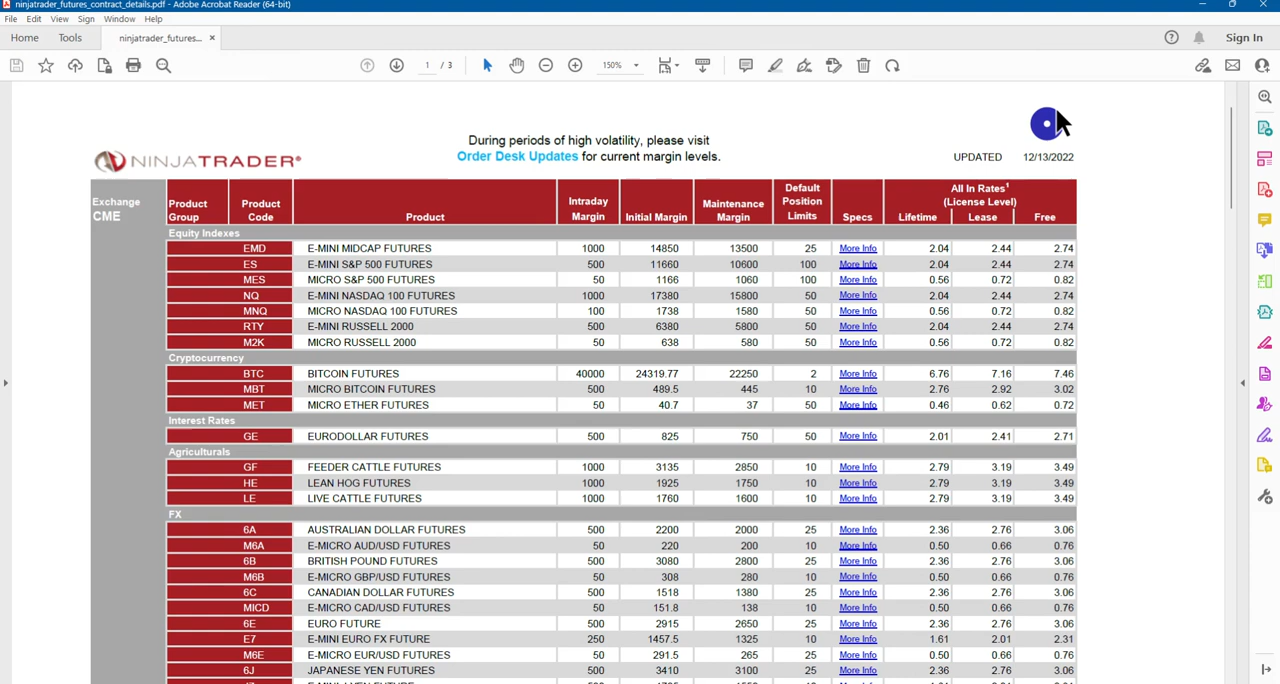 ninjatrader_futures_contract_details.pdf - Adobe Acrobat Reader (64-bit)
File Edit View Sign Window Help
Home Tools ninjatrader_futures... × Sign In
1 / 3 150%
During periods of high volatility, please visit
NINJATRADER® Order Desk Updates for current margin levels. UPDATED 12/13/2022
Exchange CME Product Group Product Code Product Intraday Margin Initial Margin Maintenance Margin Default Position Limits Specs All In Rates¹ (License Level) Lifetime Lease Free
Equity Indexes
EMD E-MINI MIDCAP FUTURES 1000 14850 13500 25 More Info 2.04 2.44 2.74
ES E-MINI S&P 500 FUTURES 500 11660 10600 100 More Info 2.04 2.44 2.74
MES MICRO S&P 500 FUTURES 50 1166 1060 100 More Info 0.56 0.72 0.82
NQ E-MINI NASDAQ 100 FUTURES 1000 17380 15800 50 More Info 2.04 2.44 2.74
MNQ MICRO NASDAQ 100 FUTURES 100 1738 1580 50 More Info 0.56 0.72 0.82
RTY E-MINI RUSSELL 2000 500 6380 5800 50 More Info 2.04 2.44 2.74
M2K MICRO RUSSELL 2000 50 638 580 50 More Info 0.56 0.72 0.82
Cryptocurrency
BTC BITCOIN FUTURES 40000 24319.77 22250 2 More Info 6.76 7.16 7.46
MBT MICRO BITCOIN FUTURES 500 489.5 445 10 More Info 2.76 2.92 3.02
MET MICRO ETHER FUTURES 50 40.7 37 50 More Info 0.46 0.62 0.72
Interest Rates
GE EURODOLLAR FUTURES 500 825 750 50 More Info 2.01 2.41 2.71
Agriculturals
GF FEEDER CATTLE FUTURES 1000 3135 2850 10 More Info 2.79 3.19 3.49
HE LEAN HOG FUTURES 1000 1925 1750 10 More Info 2.79 3.19 3.49
LE LIVE CATTLE FUTURES 1000 1760 1600 10 More Info 2.79 3.19 3.49
FX
6A AUSTRALIAN DOLLAR FUTURES 500 2200 2000 25 More Info 2.36 2.76 3.06
M6A E-MICRO AUD/USD FUTURES 50 220 200 10 More Info 0.50 0.66 0.76
6B BRITISH POUND FUTURES 500 3080 2800 25 More Info 2.36 2.76 3.06
M6B E-MICRO GBP/USD FUTURES 50 308 280 10 More Info 0.50 0.66 0.76
6C CANADIAN DOLLAR FUTURES 500 1518 1380 25 More Info 2.36 2.76 3.06
MICD E-MICRO CAD/USD FUTURES 50 151.8 138 10 More Info 0.50 0.66 0.76
6E EURO FUTURE 500 2915 2650 25 More Info 2.36 2.76 3.06
E7 E-MINI EURO FX FUTURE 250 1457.5 1325 10 More Info 1.61 2.01 2.31
M6E E-MICRO EUR/USD FUTURES 50 291.5 265 25 More Info 0.50 0.66 0.76
6J JAPANESE YEN FUTURES 500 3410 3100 25 More Info 2.36 2.76 3.06